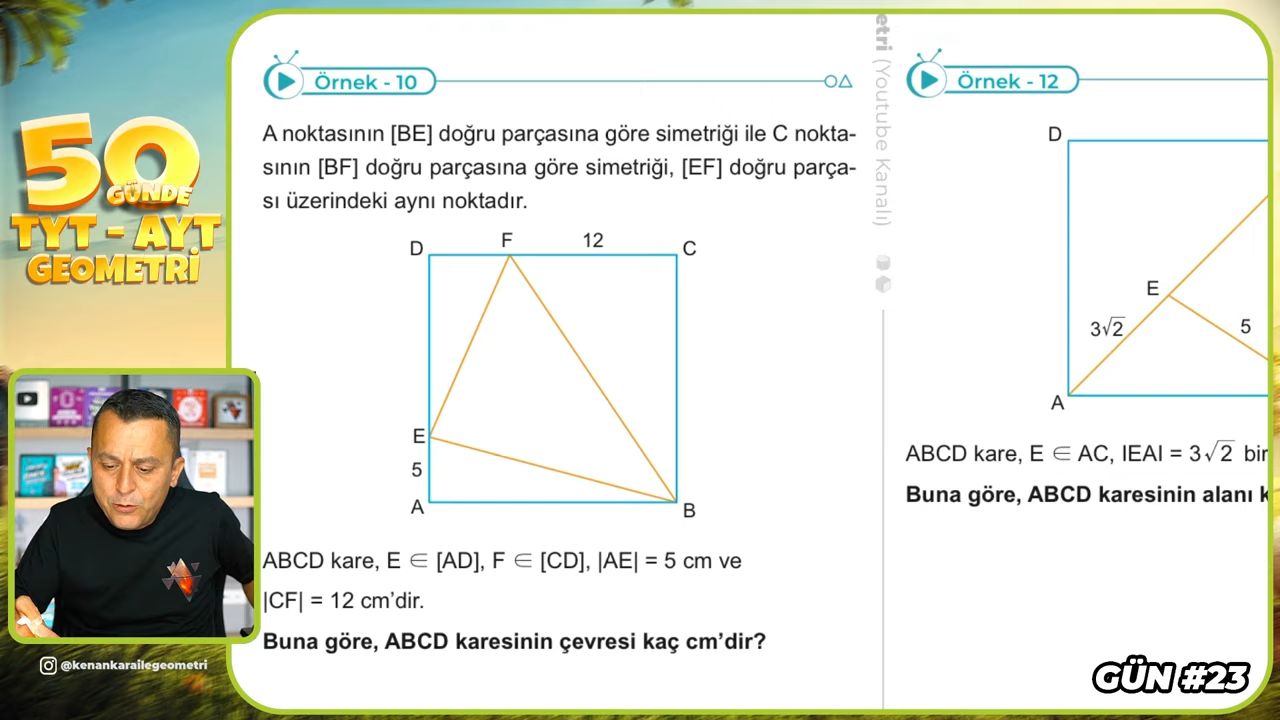 50
GÜNDE
TYT - AYT
GEOMETRİ
@kenankarailegeometri
Örnek - 10
A noktasının [BE] doğru parçasına göre simetriği ile C nokta-
sının [BF] doğru parçasına göre simetriği, [EF] doğru parça-
sı üzerindeki aynı noktadır.
D F 12 C
E
5
A B
ABCD kare, E ∈ [AD], F ∈ [CD], |AE| = 5 cm ve
|CF| = 12 cm'dir.
Buna göre, ABCD karesinin çevresi kaç cm'dir?
etri (Youtube Kanalı)
Örnek - 12
D
E
3√2 5
A
ABCD kare, E ∈ AC, IEAI = 3√2 bir
Buna göre, ABCD karesinin alanı k
GÜN #23